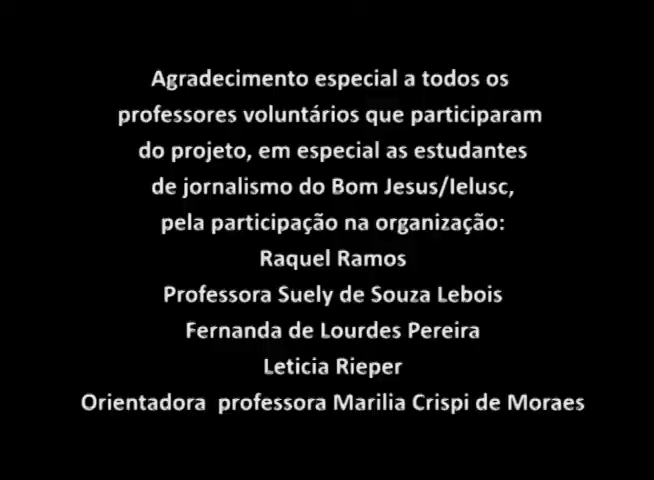 Agradecimento especial a todos os
professores voluntários que participaram
do projeto, em especial as estudantes
de jornalismo do Bom Jesus/Ielusc,
pela participação na organização:
Raquel Ramos
Professora Suely de Souza Lebois
Fernanda de Lourdes Pereira
Leticia Rieper
Orientadora  professora Marilia Crispi de Moraes